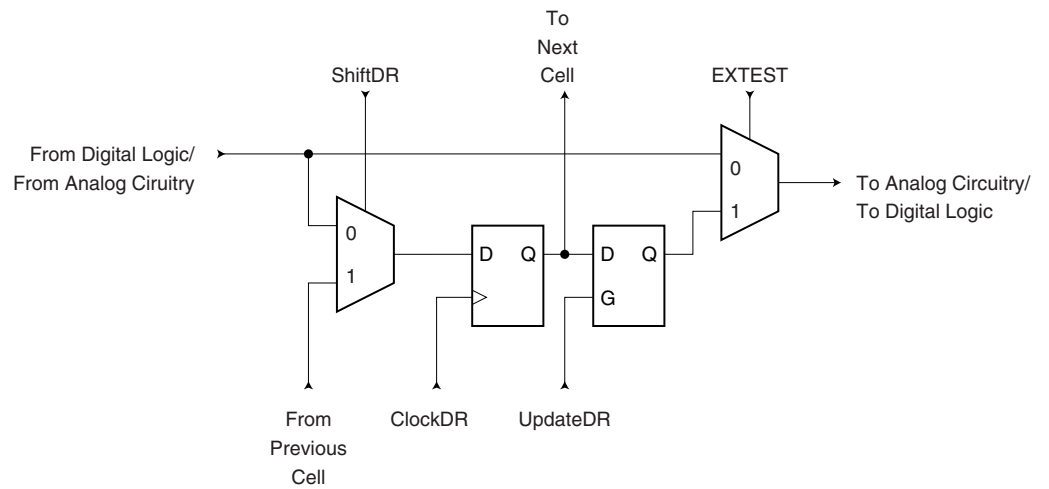 To
Next
Cell
ShiftDR
EXTEST
From Digital Logic/
From Analog Ciruitry
0
1
To Analog Circuitry/
To Digital Logic
0
1
D Q
D Q
G
From
Previous
Cell
ClockDR
UpdateDR